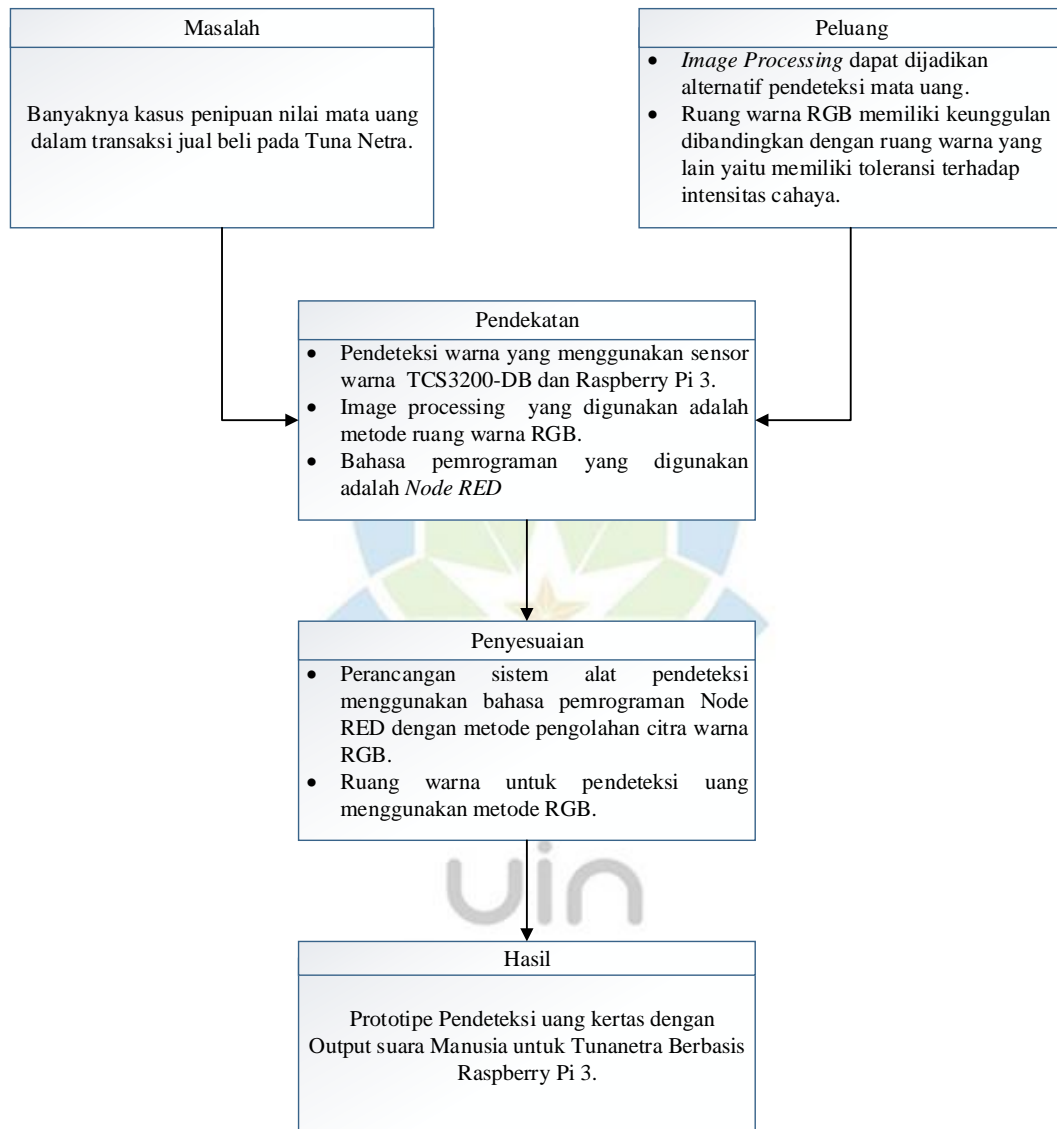 Masalah
Banyaknya kasus penipuan nilai mata uang
dalam transaksi jual beli pada Tuna Netra.
Peluang
• Image Processing dapat dijadikan
alternatif pendeteksi mata uang.
• Ruang warna RGB memiliki keunggulan
dibandingkan dengan ruang warna yang
lain yaitu memiliki toleransi terhadap
intensitas cahaya.
Pendekatan
• Pendeteksi warna yang menggunakan sensor
warna TCS3200-DB dan Raspberry Pi 3.
• Image processing yang digunakan adalah
metode ruang warna RGB.
• Bahasa pemrograman yang digunakan
adalah Node RED
Penyesuaian
• Perancangan sistem alat pendeteksi
menggunakan bahasa pemrograman Node
RED dengan metode pengolahan citra warna
RGB.
• Ruang warna untuk pendeteksi uang
menggunakan metode RGB.
uin
Hasil
Prototipe Pendeteksi uang kertas dengan
Output suara Manusia untuk Tunanetra Berbasis
Raspberry Pi 3.